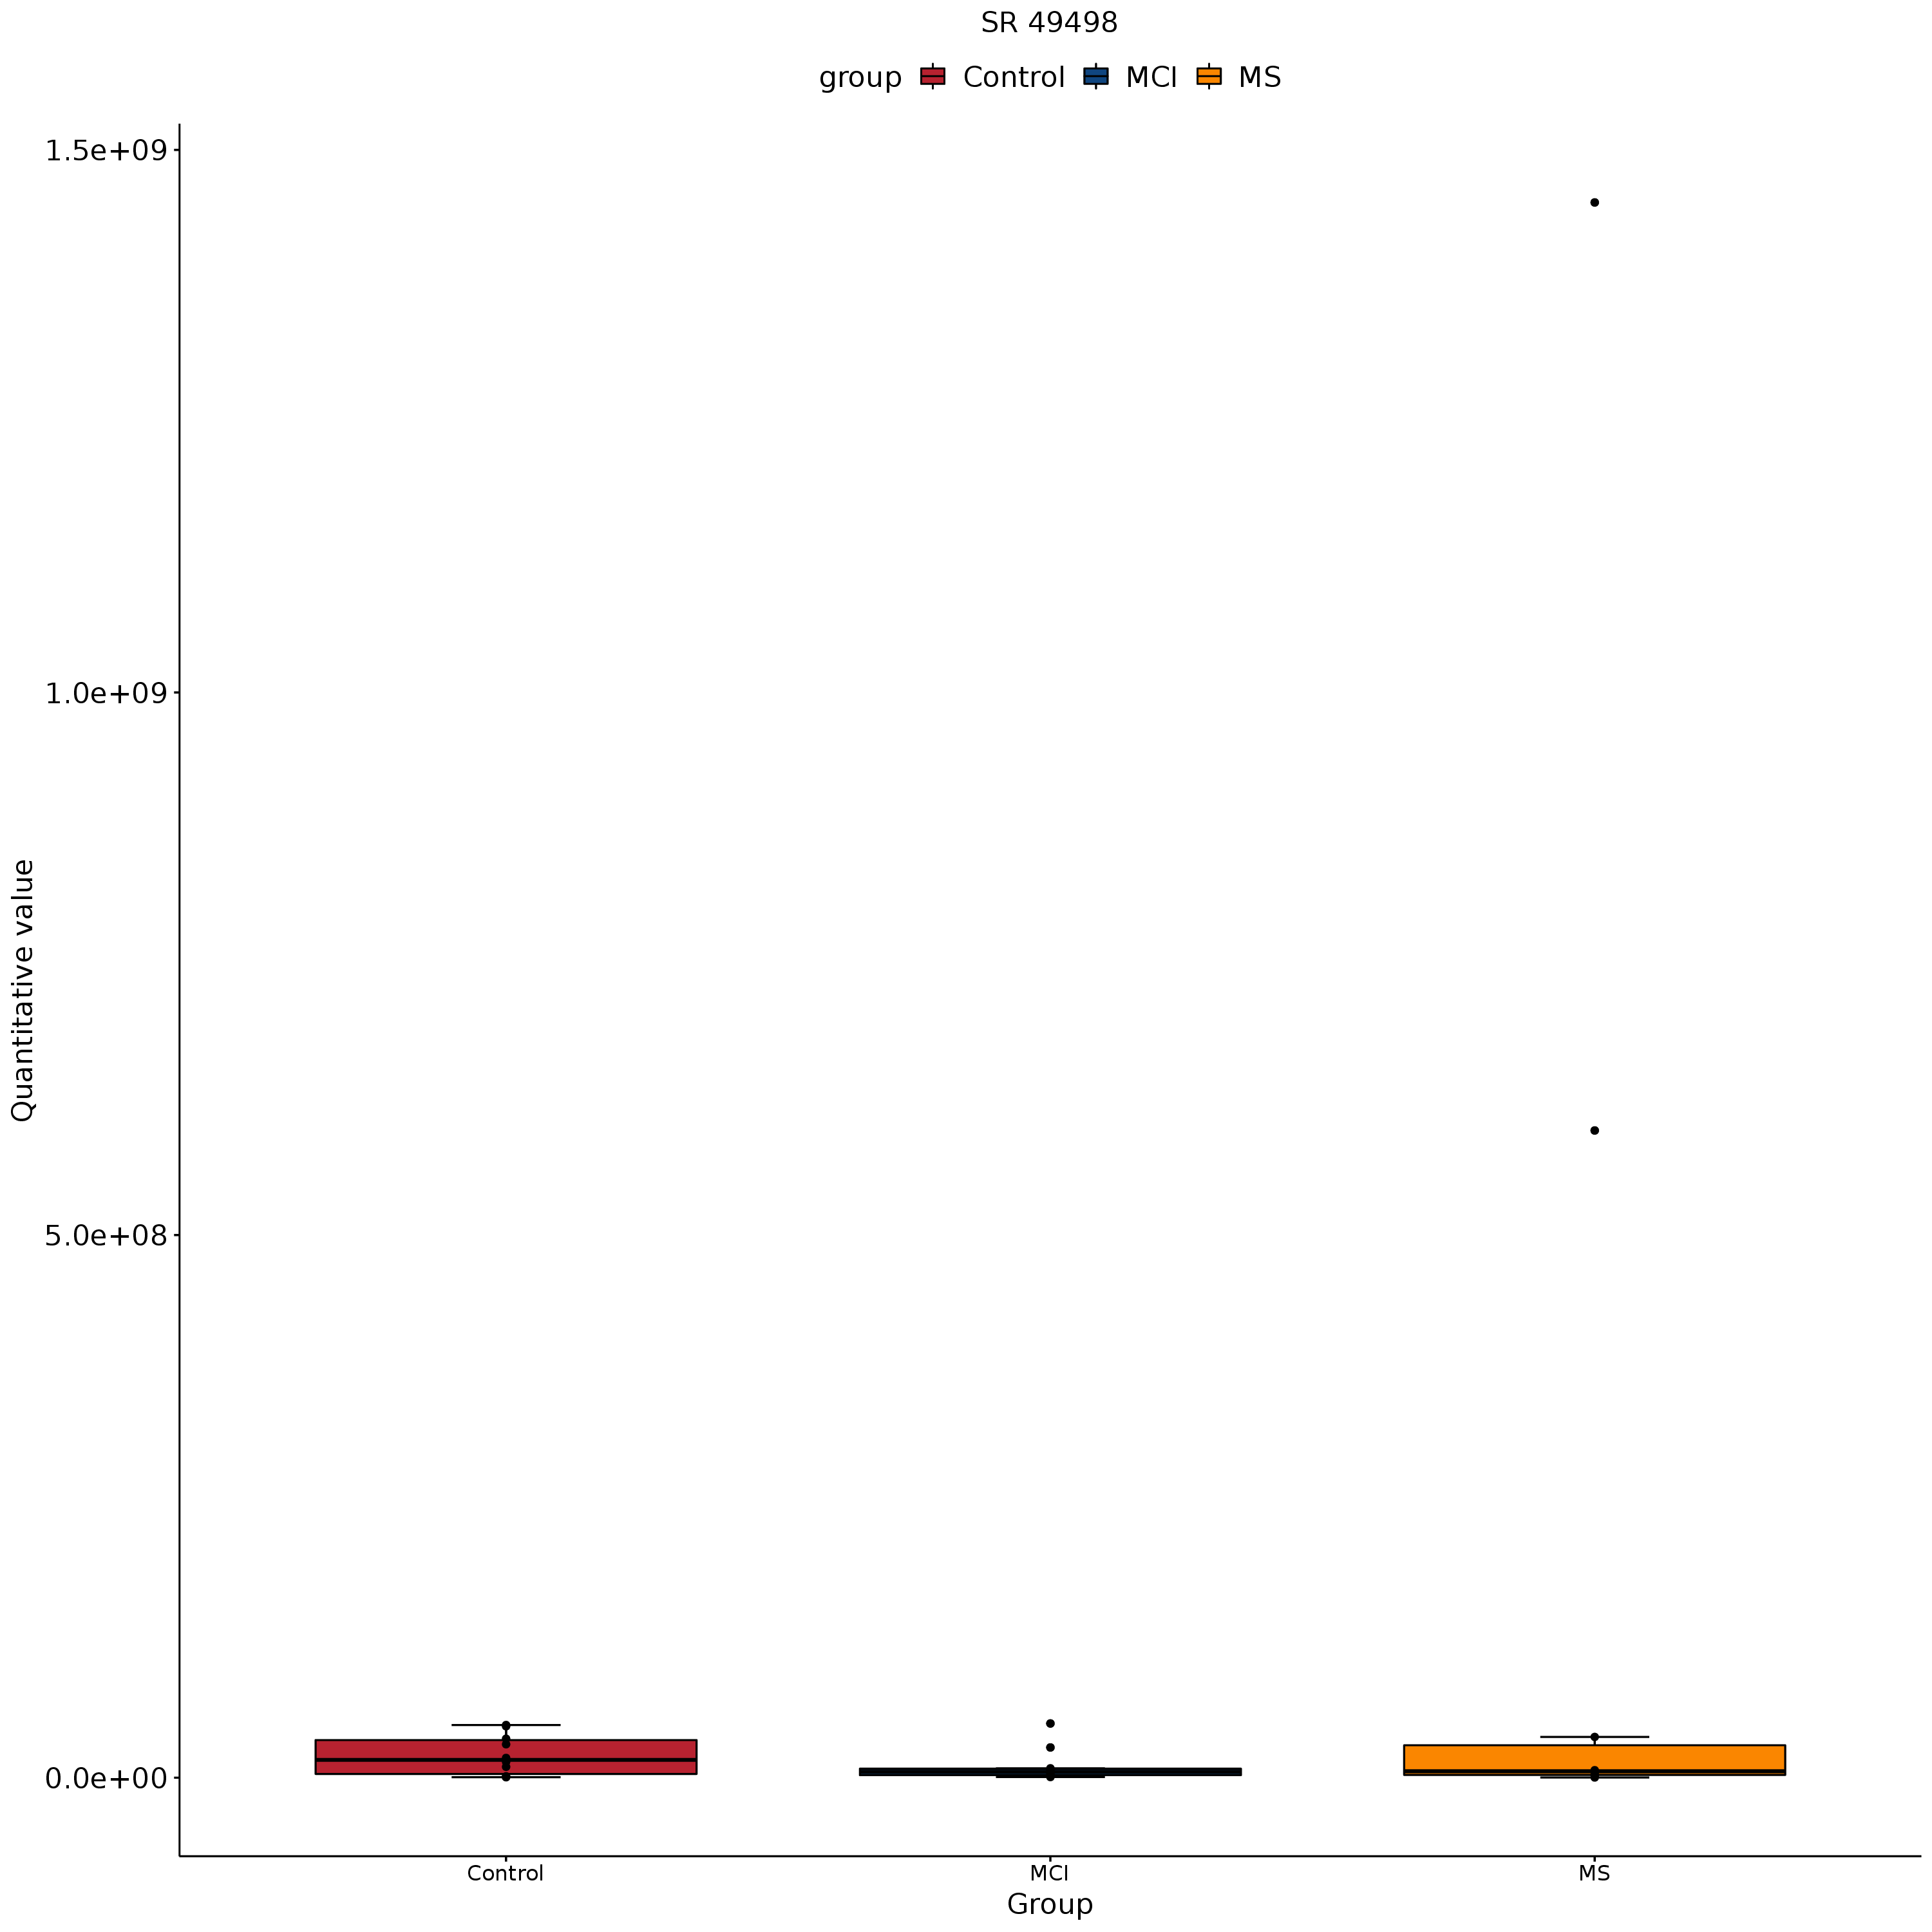 SR 49498
group Control MCI MS
1.5e+09
1.0e+09
5.0e+08
0.0e+00
Quantitative value
Control MCI MS
Group